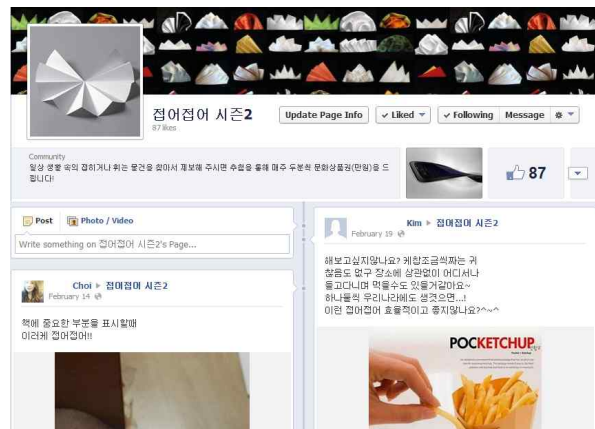 접어접어 시즌2
87 likes
Update Page Info
✓ Liked
✓ Following
Message
Community
일상 생활 속의 접히거나 휘는 물건을 찾아서 제보해 주시면 추첨을 통해 매주 두분씩 문화상품권(만원)을 드
립니다!
87
Post
Photo / Video
Write something on 접어접어 시즌2's Page...
Choi ▸ 접어접어 시즌2
February 14
책에 중요한 부분을 표시할때
이러케 접어접어!!
Kim ▸ 접어접어 시즌2
February 19
해보고싶지않나요? 케찹조금씩짜는 귀
찮음도 없구 장소에 상관없이 어디서나
들고다니며 먹을수도 있을거같아요~
하나쯤씩 우리나라에도 생겻으면...!
이런 접어접어 효율적이고 좋지않나요?^~^
POCKETCHUP